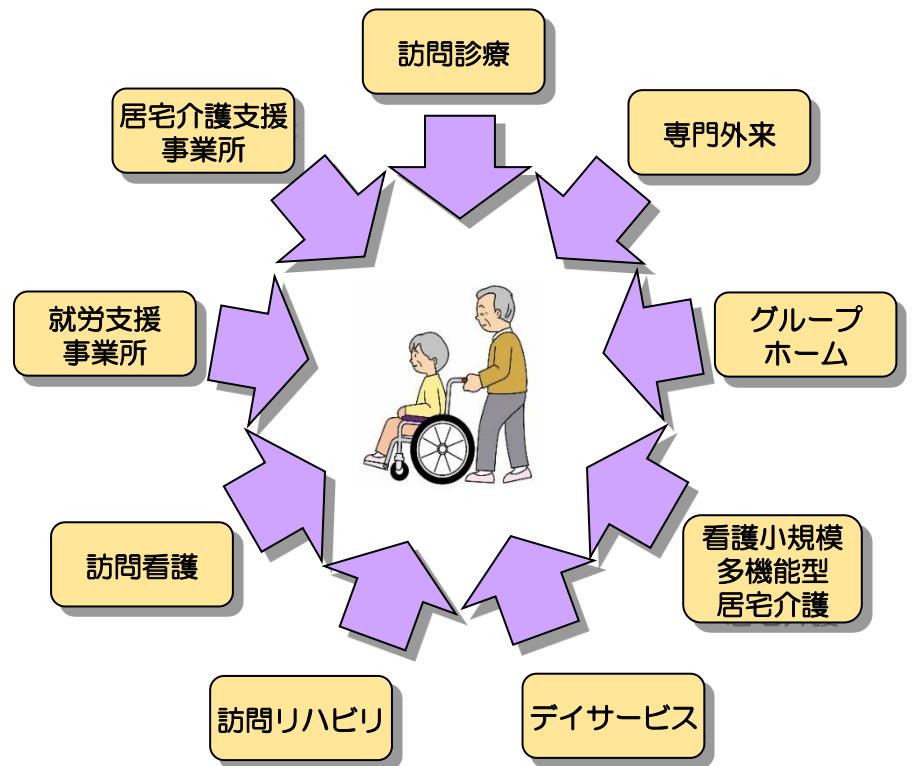 訪問診療
居宅介護支援
事業所
専門外来
就労支援
事業所
グループ
ホーム
訪問看護
看護小規模
多機能型
居宅介護
訪問リハビリ
デイサービス